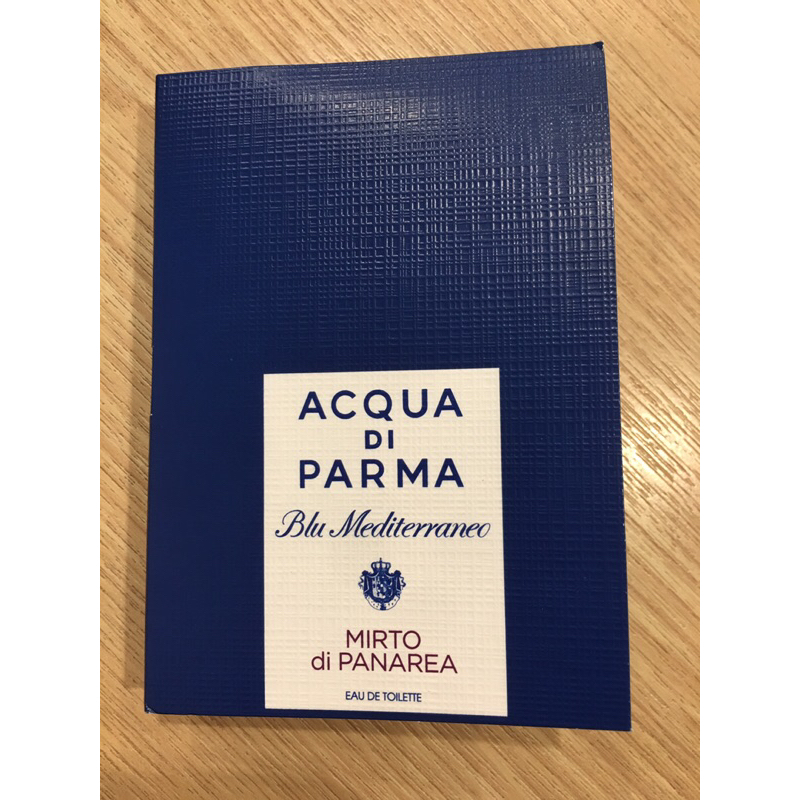 ACQUA
DI
PARMA
Blu Mediterraneo
MIRTO
di PANAREA
EAU DE TOILETTE